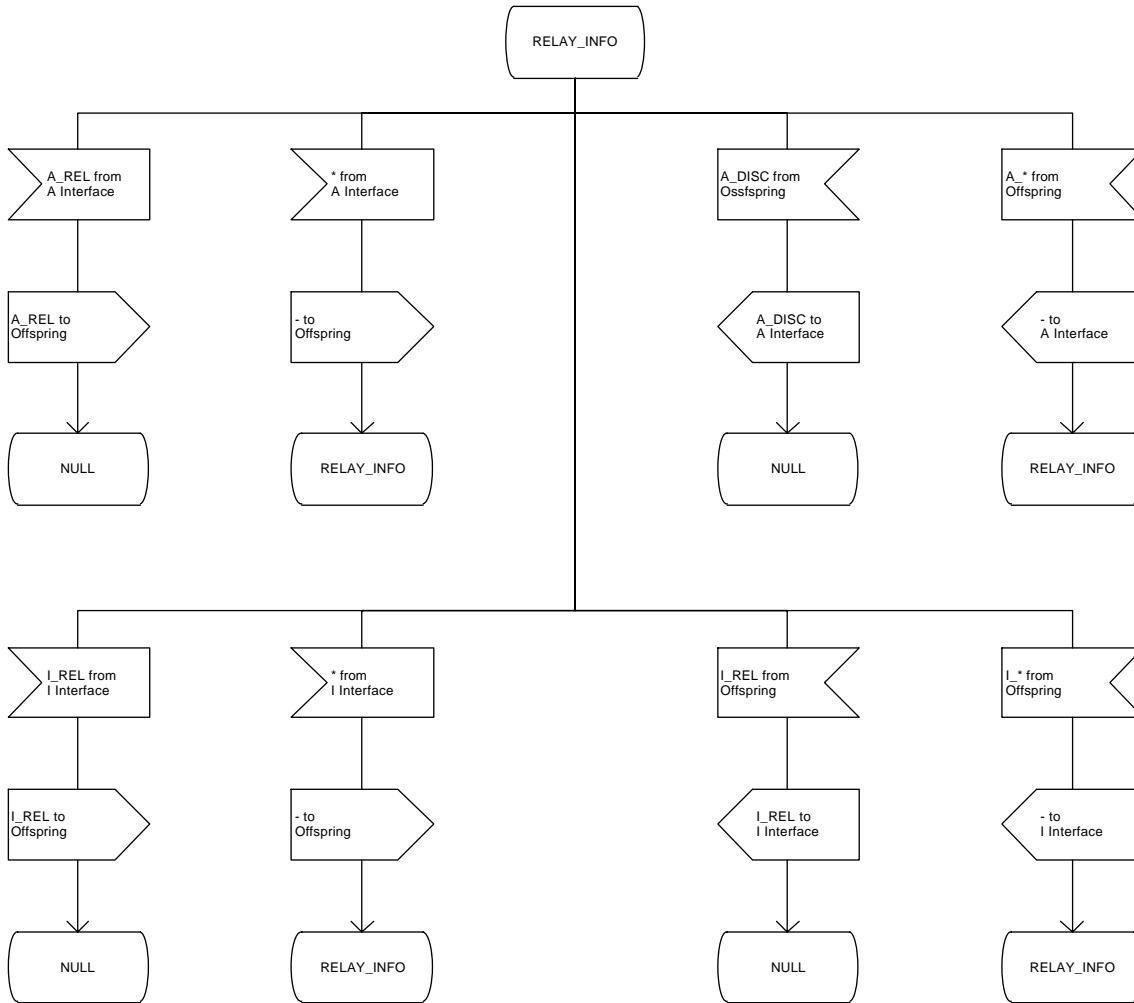 RELAY_INFO
A_REL from
A Interface
* from
A Interface
A_DISC from
Ossfspring
A_* from
Offspring
A_REL to
Offspring
- to
Offspring
A_DISC to
A Interface
- to
A Interface
NULL
RELAY_INFO
NULL
RELAY_INFO
I_REL from
I Interface
* from
I Interface
I_REL from
Offspring
I_* from
Offspring
I_REL to
Offspring
- to
Offspring
I_REL to
I Interface
- to
I Interface
NULL
RELAY_INFO
NULL
RELAY_INFO